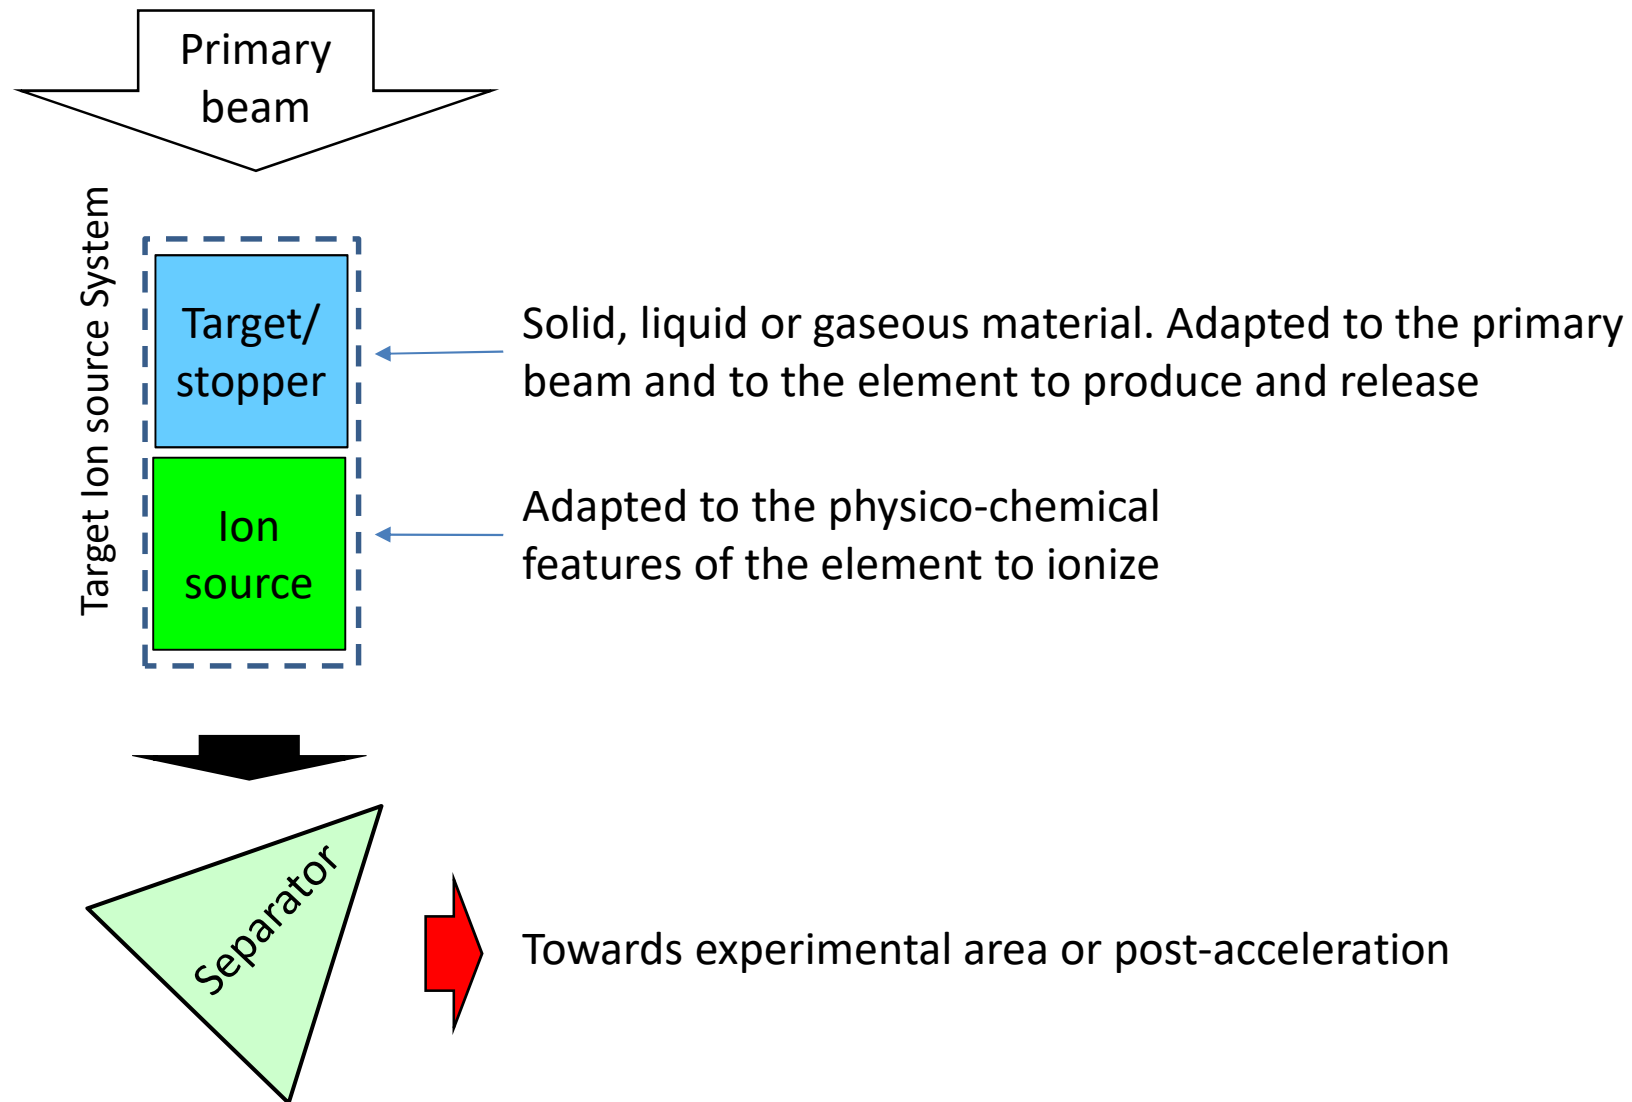 Primary
beam
Target Ion source System
Target/
stopper
Solid, liquid or gaseous material. Adapted to the primary
beam and to the element to produce and release
Ion
source
Adapted to the physico-chemical
features of the element to ionize
Separator
Towards experimental area or post-acceleration